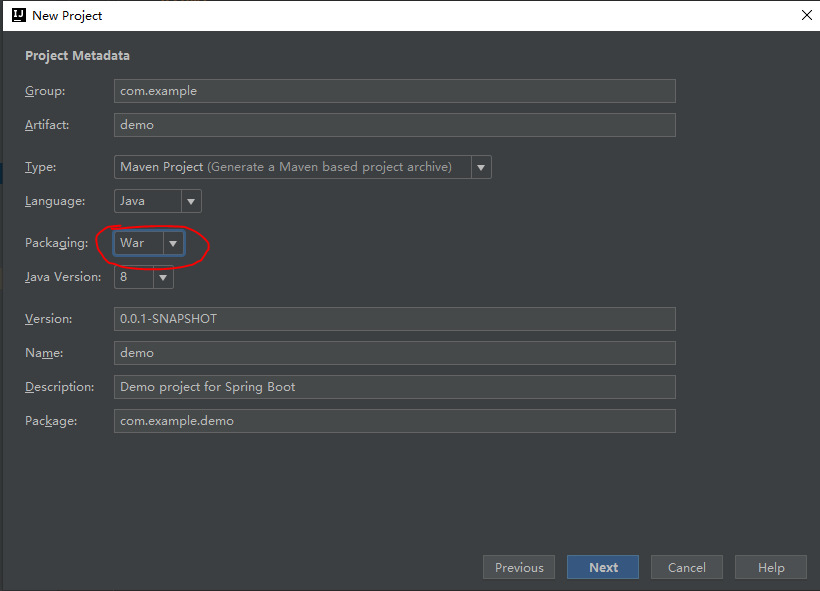 New Project
Project Metadata
Group: com.example
Artifact: demo
Type: Maven Project (Generate a Maven based project archive)
Language: Java
Packaging: War
Java Version: 8
Version: 0.0.1-SNAPSHOT
Name: demo
Description: Demo project for Spring Boot
Package: com.example.demo
Previous Next Cancel Help